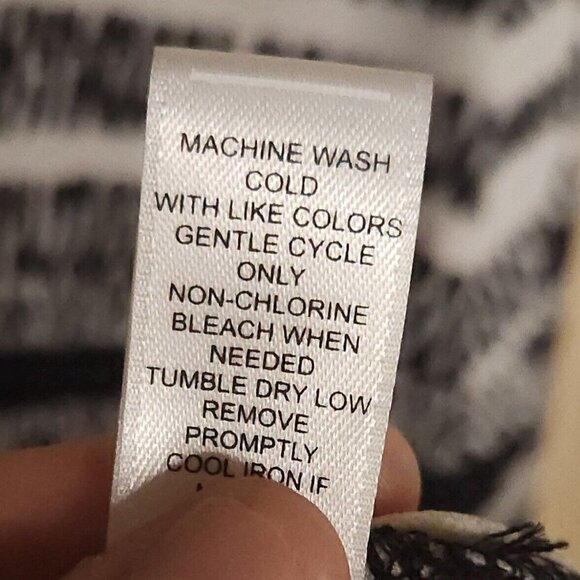 MACHINE WASH
COLD
WITH LIKE COLORS
GENTLE CYCLE
ONLY
NON-CHLORINE
BLEACH WHEN
NEEDED
TUMBLE DRY LOW
REMOVE
PROMPTLY
COOL IRON IF